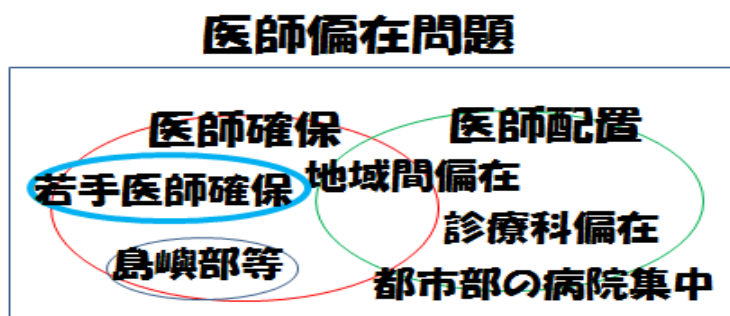 医師偏在問題
医師確保
医師配置
若手医師確保
地域間偏在
診療科偏在
島嶼部等
都市部の病院集中